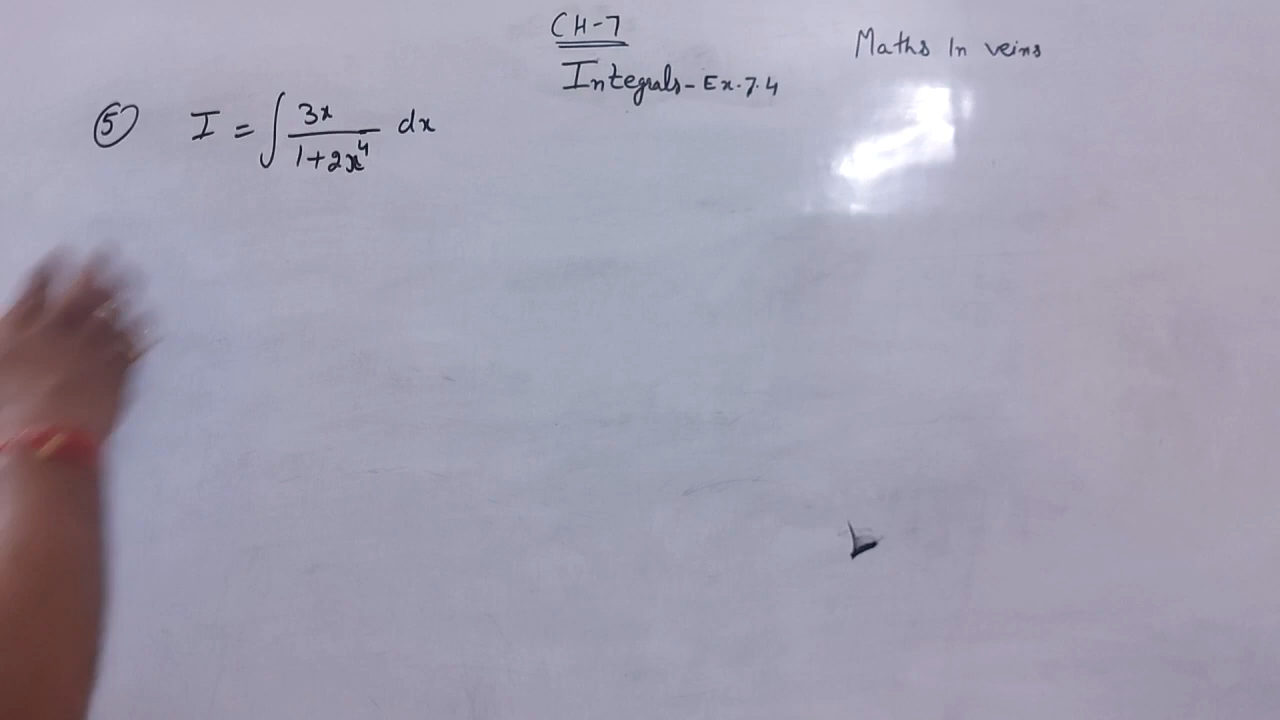 CH-7
Integrals - Ex.7.4
Maths In veins
⑤ I = ∫ 3x / (1+2x⁴) dx